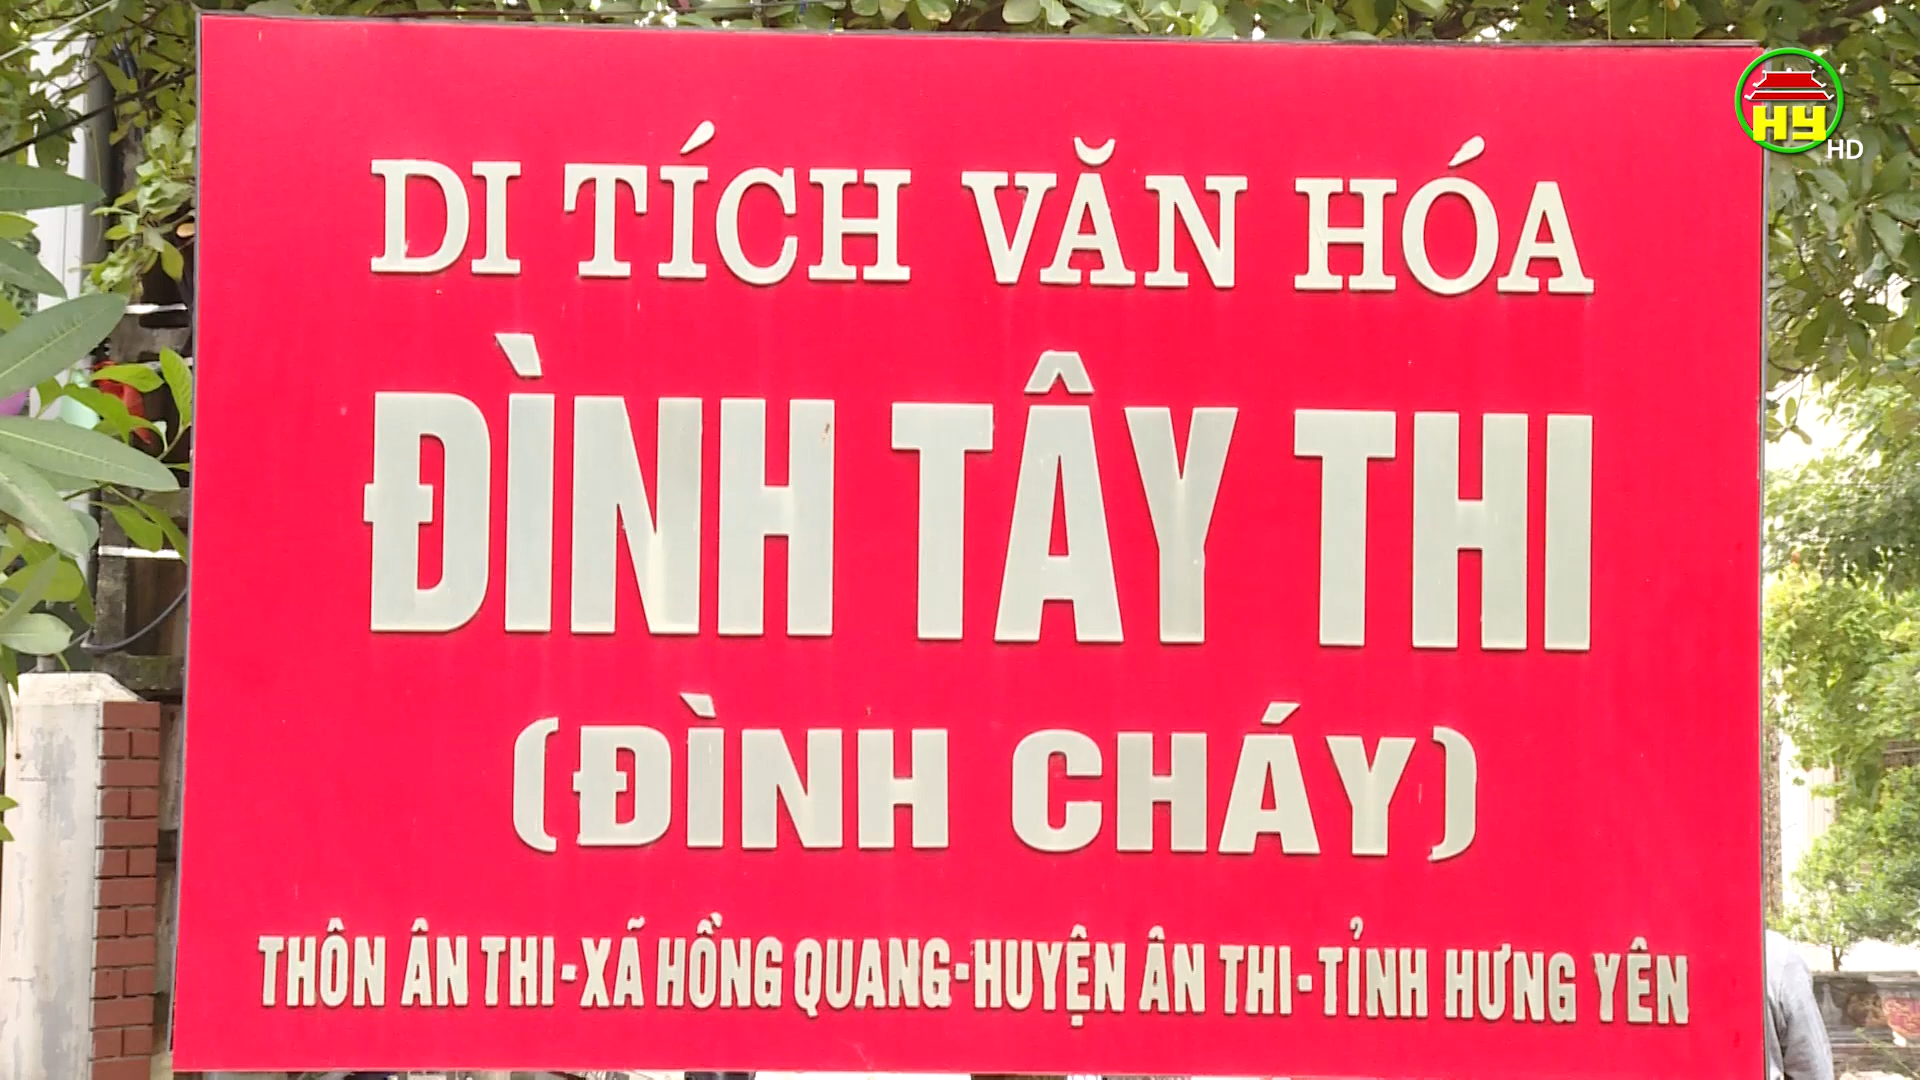 DI TÍCH VĂN HÓA
ĐÌNH TÂY THI
(ĐÌNH CHÁY)
THÔN ÂN THI-XÃ HỒNG QUANG-HUYỆN ÂN THI-TỈNH HƯNG YÊN
HY
HD